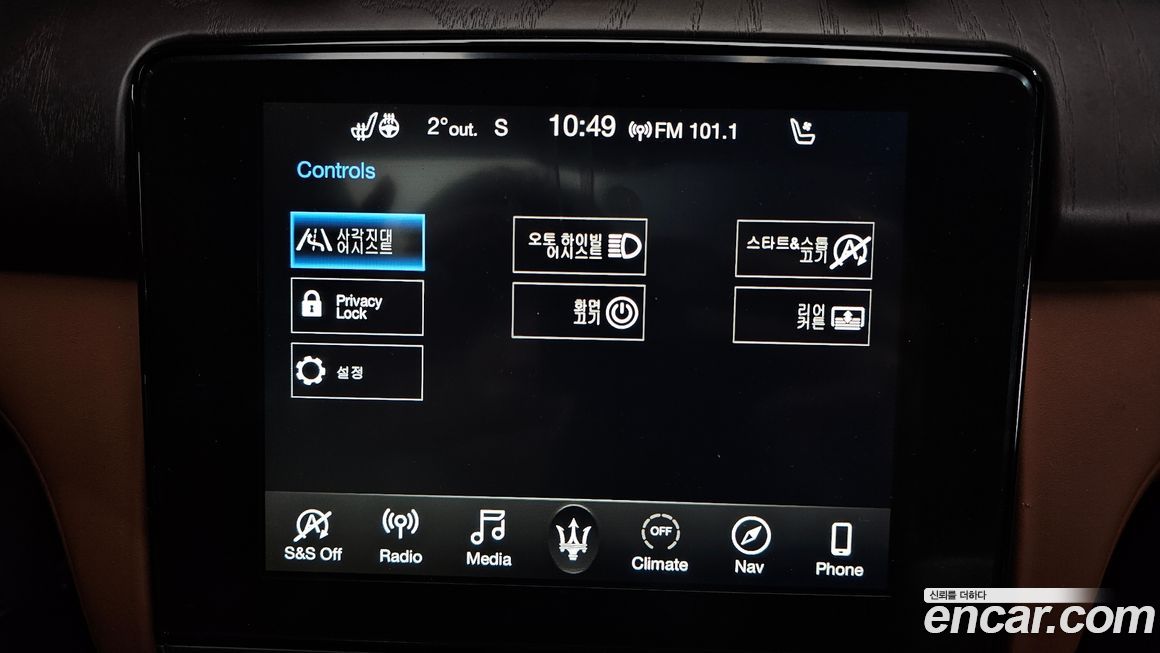 2°out. S 10:49 FM 101.1
Controls
사각지대
어시스트
오토 하이빔
어시스트
스타트&스톱
끄기
Privacy
Lock
화면
끄기
리어
커튼
설정
S&S Off
Radio
Media
OFF
Climate
Nav
Phone
신뢰를 더하다
encar.com